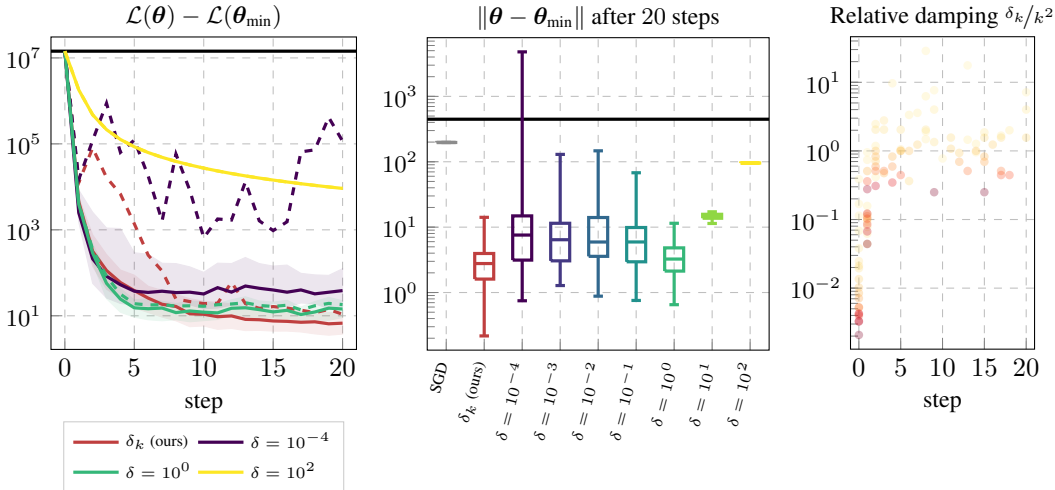 𝓛(θ) − 𝓛(θ_min)
10^7
10^5
10^3
10^1
0 5 10 15 20
step
δ_k (ours)
δ = 10^−4
δ = 10^0
δ = 10^2
‖θ − θ_min‖ after 20 steps
10^3
10^2
10^1
10^0
SGD
δ_k (ours)
δ = 10^−4
δ = 10^−3
δ = 10^−2
δ = 10^−1
δ = 10^0
δ = 10^1
δ = 10^2
Relative damping δ_k/k^2
10^1
10^0
10^−1
10^−2
0 5 10 15 20
step